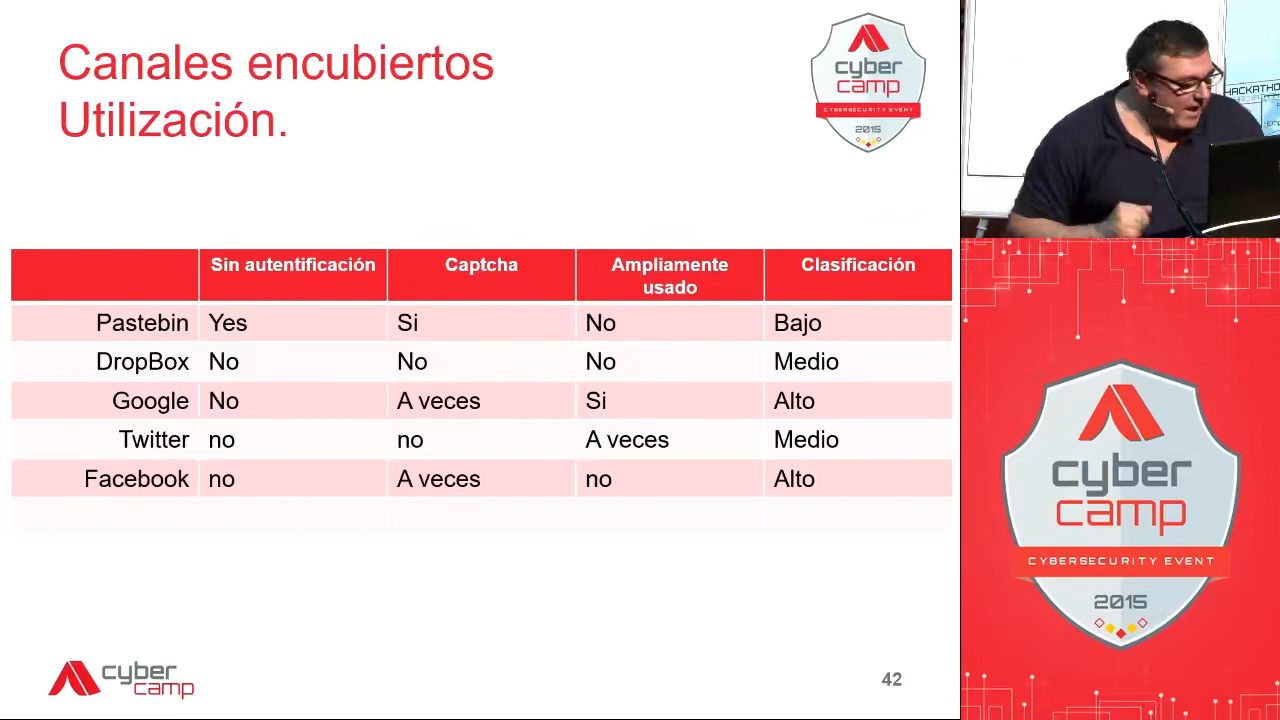 Canales encubiertos
Utilización.
cyber
camp
CYBERSECURITY EVENT
2015
Sin autentificación Captcha Ampliamente usado Clasificación
Pastebin Yes Si No Bajo
DropBox No No No Medio
Google No A veces Si Alto
Twitter no no A veces Medio
Facebook no A veces no Alto
cyber
camp
42
HACKATHO
cyber
camp
CYBERSECURITY EVENT
2015